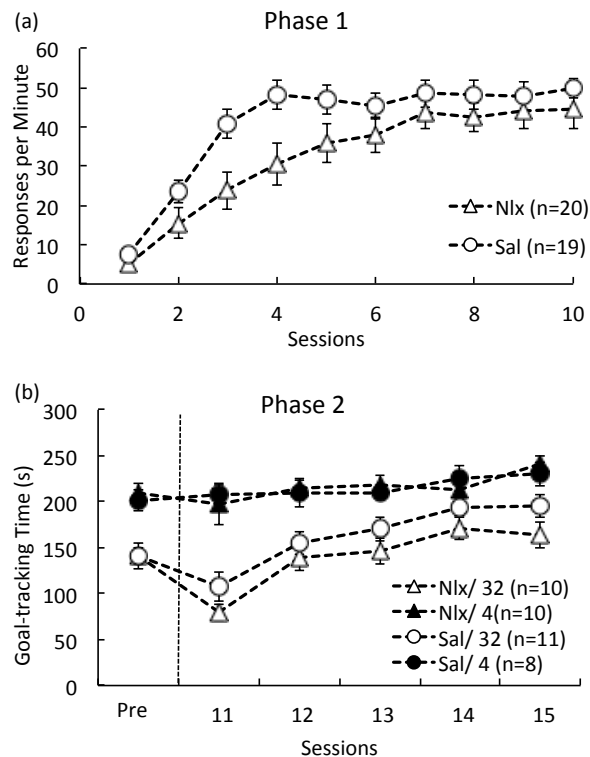 (a)
Phase 1
Responses per Minute
60
50
40
30
20
10
0
Nlx (n=20)
Sal (n=19)
0 2 4 6 8 10
Sessions
(b)
Phase 2
Goal-tracking Time (s)
300
250
200
150
100
50
0
Nlx/ 32 (n=10)
Nlx/ 4(n=10)
Sal/ 32 (n=11)
Sal/ 4 (n=8)
Pre 11 12 13 14 15
Sessions